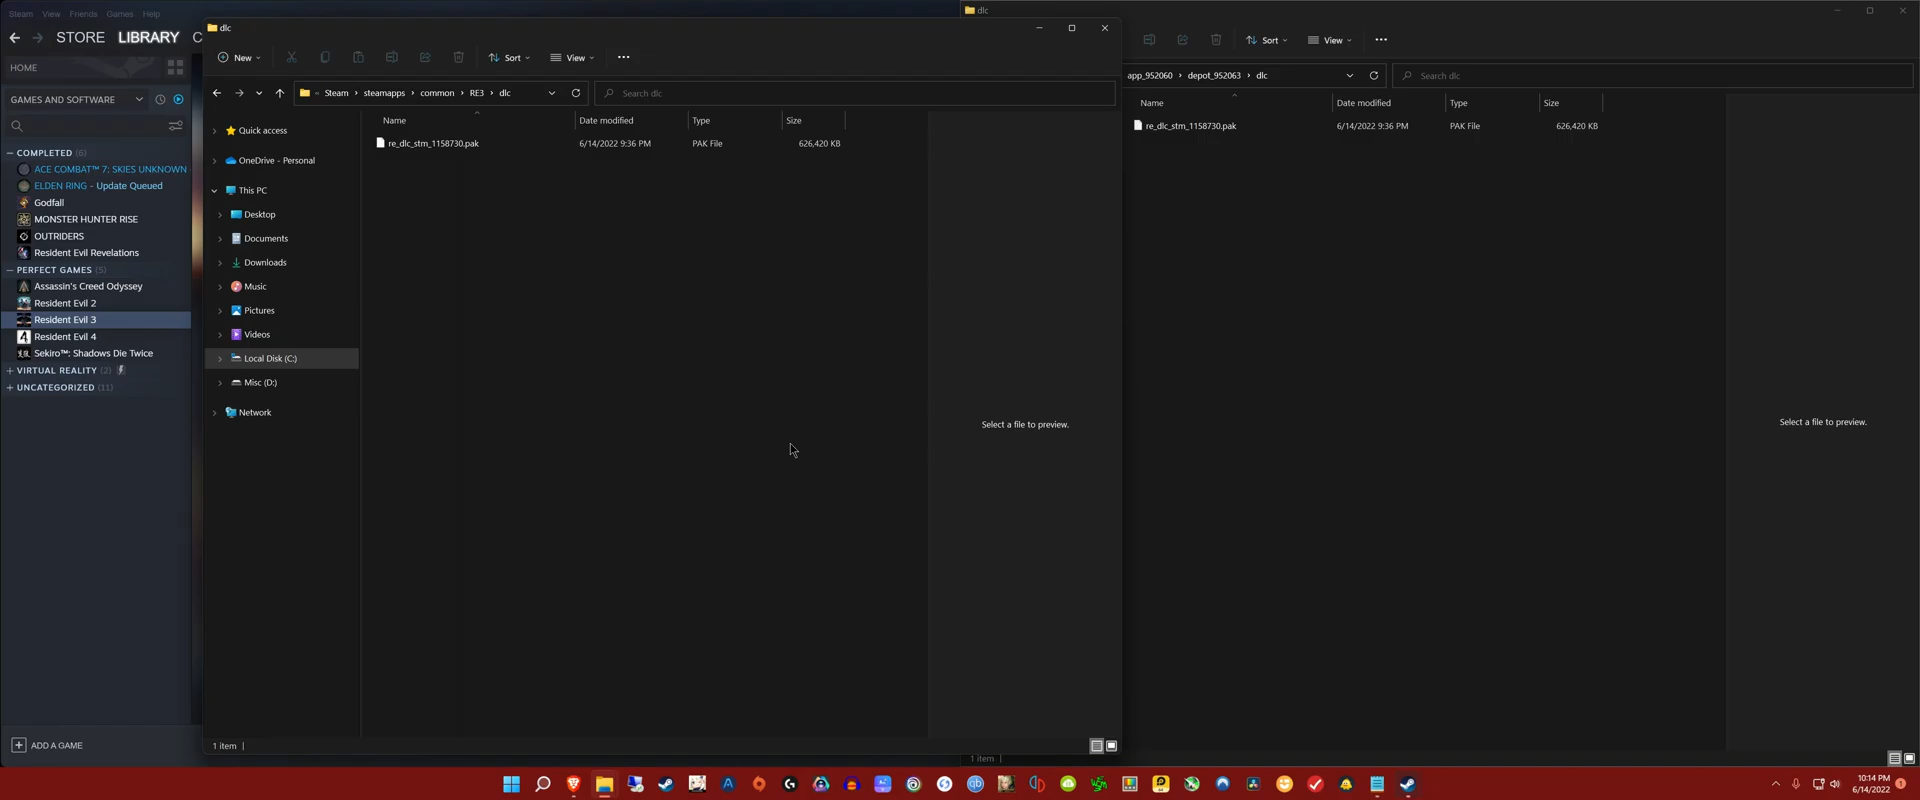 Steam View Friends Games Help
STORE LIBRARY C
HOME
GAMES AND SOFTWARE
COMPLETED (6)
ACE COMBAT™ 7: SKIES UNKNOWN
ELDEN RING - Update Queued
Godfall
MONSTER HUNTER RISE
OUTRIDERS
Resident Evil Revelations
PERFECT GAMES (5)
Assassin's Creed Odyssey
Resident Evil 2
Resident Evil 3
Resident Evil 4
Sekiro™: Shadows Die Twice
VIRTUAL REALITY (2)
UNCATEGORIZED (11)
ADD A GAME
dlc
New Sort View
« Steam › steamapps › common › RE3 › dlc
Search dlc
Quick access
OneDrive - Personal
This PC
Desktop
Documents
Downloads
Music
Pictures
Videos
Local Disk (C:)
Misc (D:)
Network
Name Date modified Type Size
re_dlc_stm_1158730.pak 6/14/2022 9:36 PM PAK File 626,420 KB
Select a file to preview.
1 item
dlc
Sort View
app_952060 › depot_952063 › dlc
Search dlc
Name Date modified Type Size
re_dlc_stm_1158730.pak 6/14/2022 9:36 PM PAK File 626,420 KB
Select a file to preview.
1 item
10:14 PM
6/14/2022
1